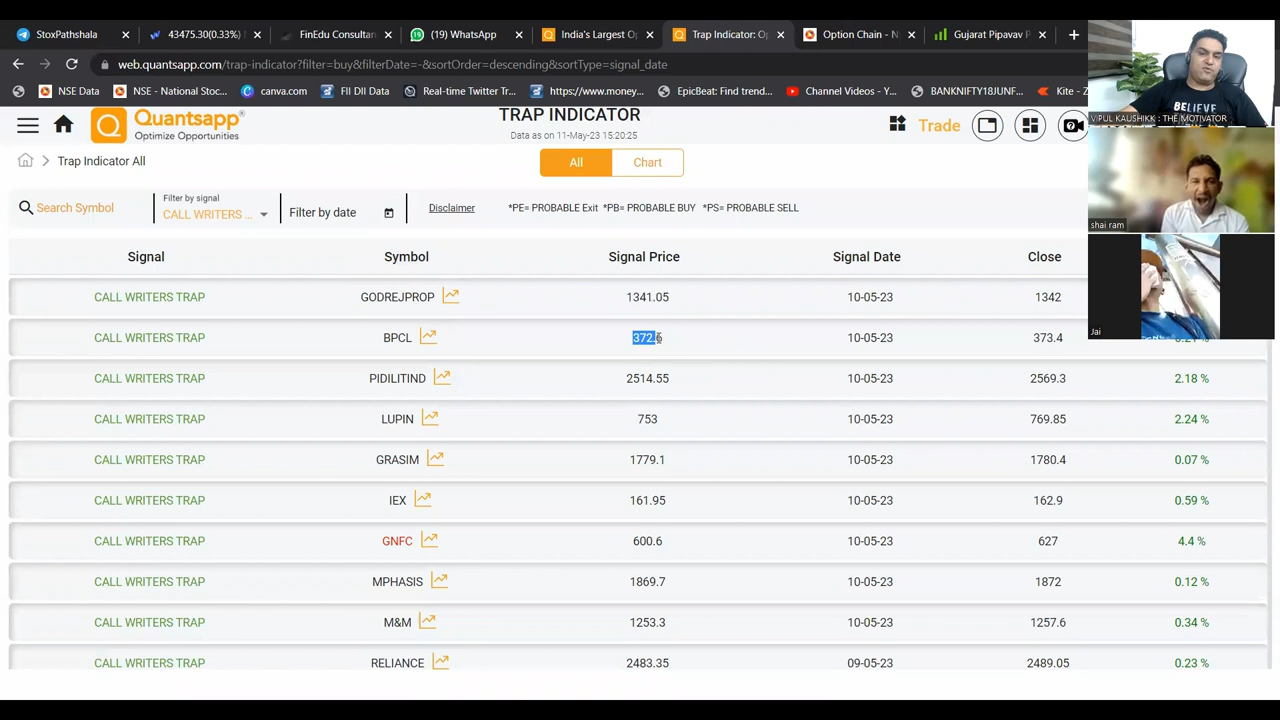 StoxPathshala
43475.30(0.33%)
FinEdu Consultan
(19) WhatsApp
India's Largest O
Trap Indicator: O
Option Chain - N
Gujarat Pipavav P
web.quantsapp.com/trap-indicator?filter=buy&filterDate=-&sortOrder=descending&sortType=signal_date
NSE Data
NSE - National Stoc...
canva.com
FII DII Data
Real-time Twitter Tr...
https://www.money...
EpicBeat: Find trend...
Channel Videos - Y...
BANKNIFTY18JUNF...
Kite - Z
BELIEVE
VIPUL KAUSHIKK : THE MOTIVATOR
Quantsapp
Optimize Opportunities
TRAP INDICATOR
Data as on 11-May-23 15:20:25
Trade
Trap Indicator All
All
Chart
Search Symbol
Filter by signal
CALL WRITERS ...
Filter by date
Disclaimer
*PE= PROBABLE Exit *PB= PROBABLE BUY *PS= PROBABLE SELL
shai ram
Jai
Signal Symbol Signal Price Signal Date Close
CALL WRITERS TRAP GODREJPROP 1341.05 10-05-23 1342
CALL WRITERS TRAP BPCL 372. 10-05-23 373.4
CALL WRITERS TRAP PIDILITIND 2514.55 10-05-23 2569.3 2.18 %
CALL WRITERS TRAP LUPIN 753 10-05-23 769.85 2.24 %
CALL WRITERS TRAP GRASIM 1779.1 10-05-23 1780.4 0.07 %
CALL WRITERS TRAP IEX 161.95 10-05-23 162.9 0.59 %
CALL WRITERS TRAP GNFC 600.6 10-05-23 627 4.4 %
CALL WRITERS TRAP MPHASIS 1869.7 10-05-23 1872 0.12 %
CALL WRITERS TRAP M&M 1253.3 10-05-23 1257.6 0.34 %
CALL WRITERS TRAP RELIANCE 2483.35 09-05-23 2489.05 0.23 %